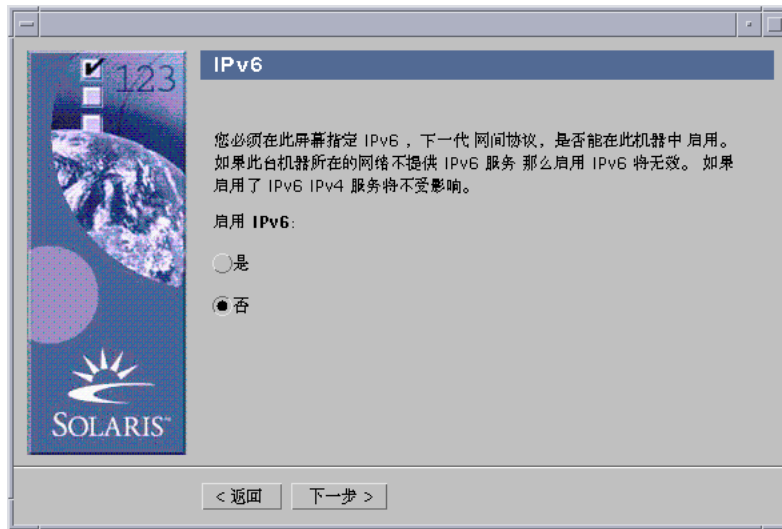 123
IPv6
您必须在此屏幕指定 IPv6 ，下一代 网间协议，是否能在此机器中 启用。
如果此台机器所在的网络不提供 IPv6 服务 那么启用 IPv6 将无效。 如果
启用了 IPv6 IPv4 服务将不受影响。
启用 IPv6:
是
否
SOLARIS™
< 返回
下一步 >